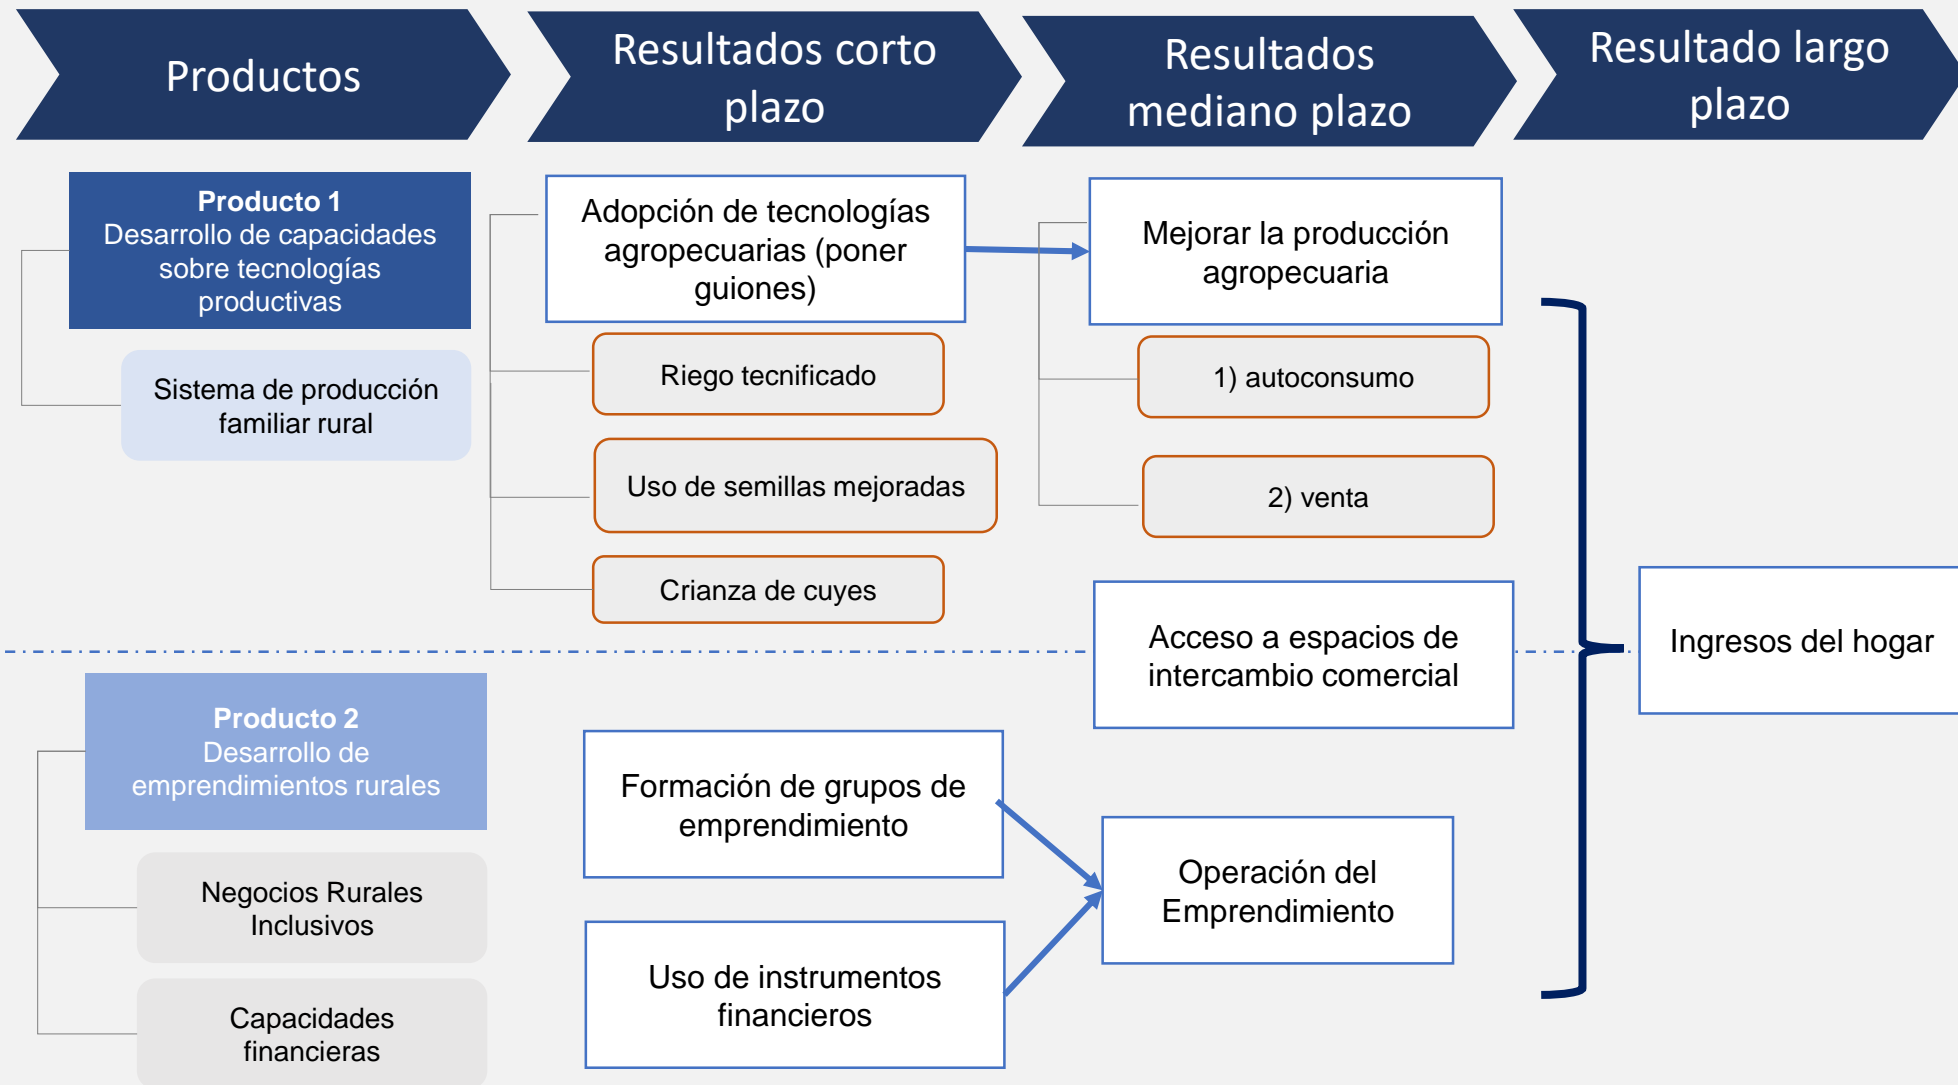 Productos
Resultados corto
plazo
Resultados
mediano plazo
Resultado largo
plazo
Producto 1
Desarrollo de capacidades
sobre tecnologías
productivas
Sistema de producción
familiar rural
Adopción de tecnologías
agropecuarias (poner
guiones)
Riego tecnificado
Uso de semillas mejoradas
Crianza de cuyes
Mejorar la producción
agropecuaria
1) autoconsumo
2) venta
Acceso a espacios de
intercambio comercial
Ingresos del hogar
Producto 2
Desarrollo de
emprendimientos rurales
Negocios Rurales
Inclusivos
Capacidades
financieras
Formación de grupos de
emprendimiento
Uso de instrumentos
financieros
Operación del
Emprendimiento